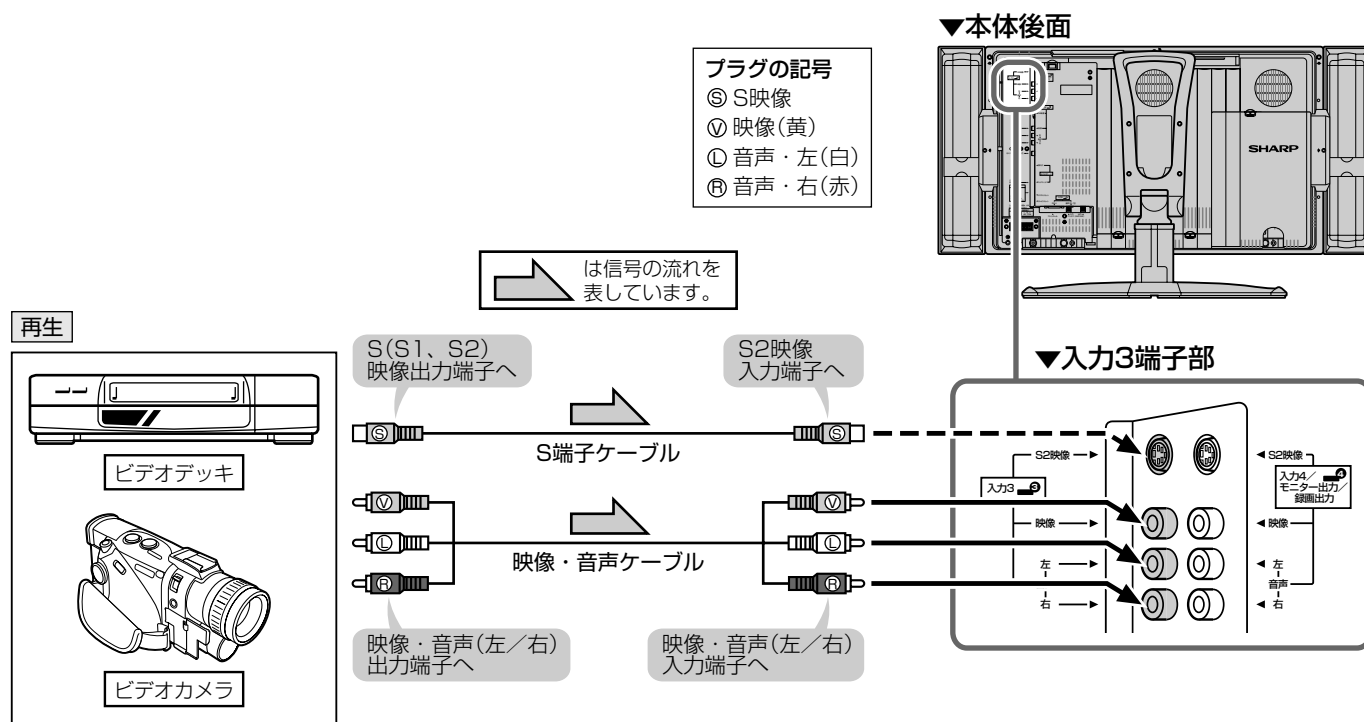 ▼本体後面
プラグの記号
Ⓢ S映像
Ⓥ 映像(黄)
Ⓛ 音声・左(白)
Ⓡ 音声・右(赤)
SHARP
は信号の流れを
表しています。
再生
ビデオデッキ
ビデオカメラ
S(S1、S2)
映像出力端子へ
S2映像
入力端子へ
Ⓢ
Ⓢ
S端子ケーブル
Ⓥ
Ⓛ
Ⓡ
Ⓥ
Ⓛ
Ⓡ
映像・音声ケーブル
映像・音声(左／右)
出力端子へ
映像・音声(左／右)
入力端子へ
▼入力3端子部
S2映像
入力3 ❸
映像
左
右
S2映像
入力4／ ❹
モニター出力／
録画出力
映像
左
音声
右